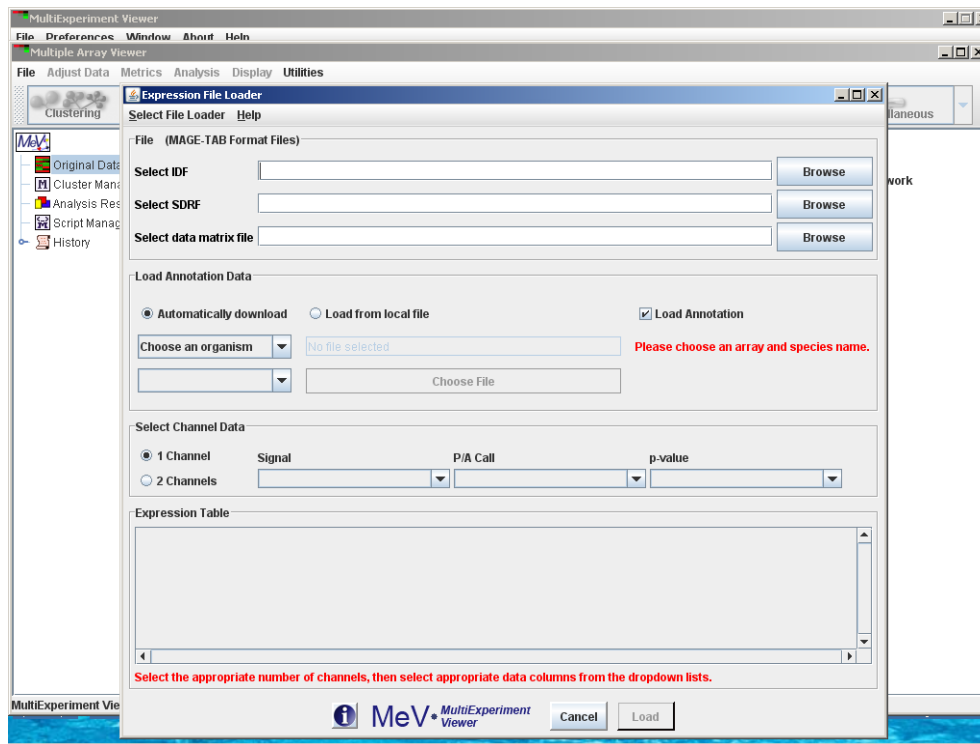 MultiExperiment Viewer
File Preferences Window About Help
Multiple Array Viewer
File Adjust Data Metrics Analysis Display Utilities
Clustering
llaneous
Expression File Loader
Select File Loader Help
MeV
Original Data
Cluster Mana
Analysis Res
Script Manag
History
work
File (MAGE-TAB Format Files)
Select IDF Browse
Select SDRF Browse
Select data matrix file Browse
Load Annotation Data
Automatically download Load from local file Load Annotation
Choose an organism No file selected Please choose an array and species name.
Choose File
Select Channel Data
1 Channel Signal P/A Call p-value
2 Channels
Expression Table
Select the appropriate number of channels, then select appropriate data columns from the dropdown lists.
MultiExperiment Vie
MeV MultiExperiment Viewer Cancel Load